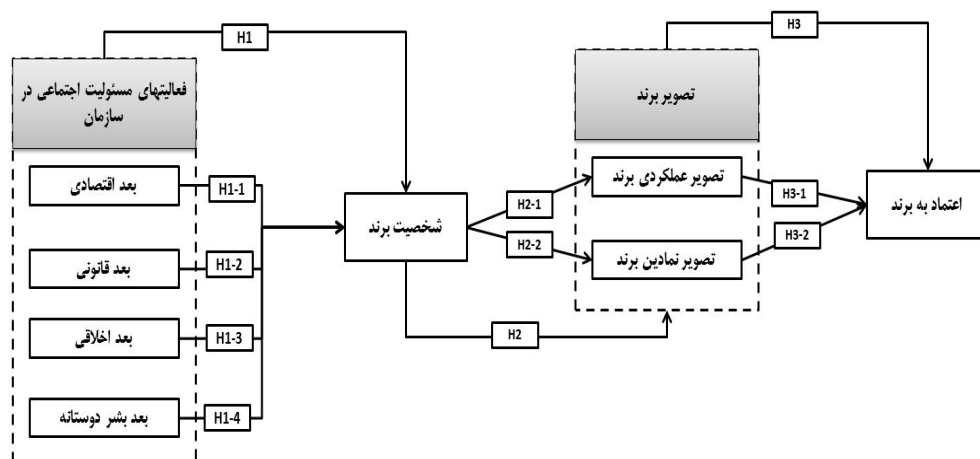 H1
H3
فعالیتهای مسئولیت اجتماعی در
سازمان
تصویر برند
بعد اقتصادی
H1-1
تصویر عملکردی برند
H2-1
H3-1
شخصیت برند
اعتماد به برند
H2-2
H3-2
بعد قانونی
H1-2
تصویر نمادین برند
بعد اخلاقی
H1-3
H2
بعد بشر دوستانه
H1-4